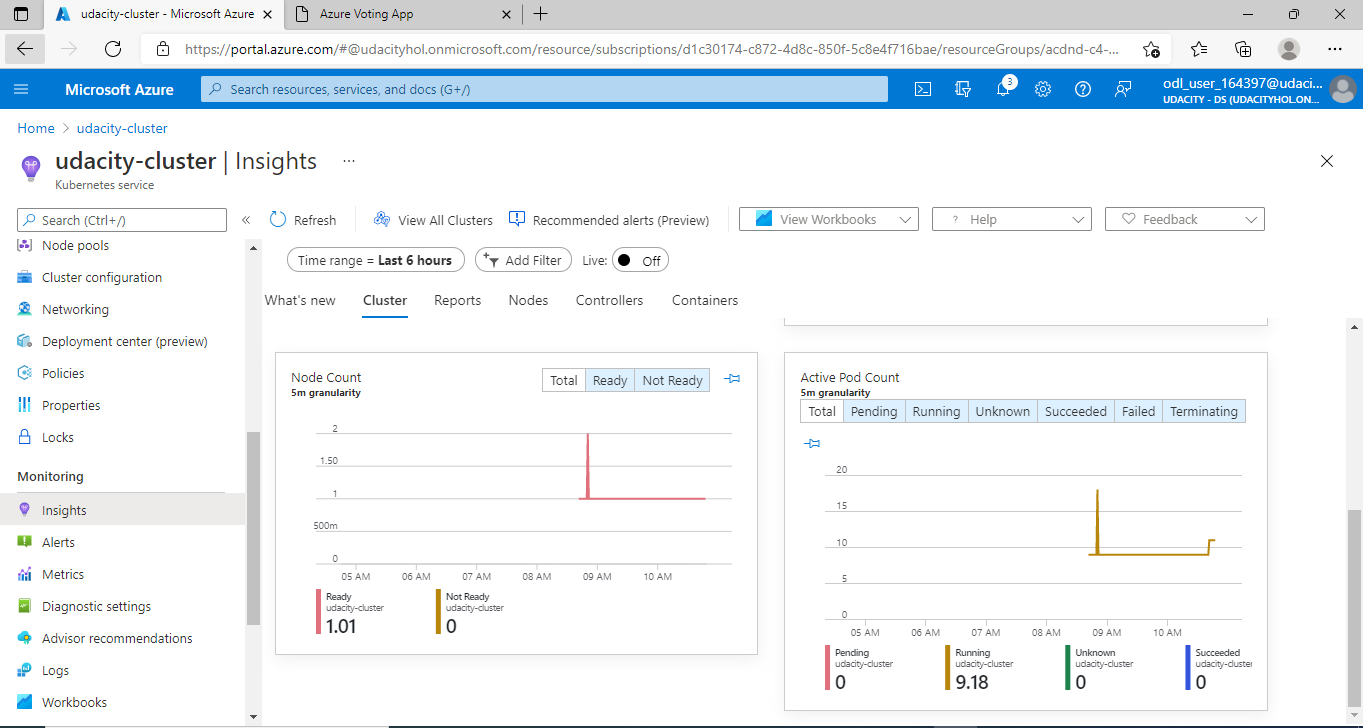 udacity-cluster - Microsoft Azure
Azure Voting App
https://portal.azure.com/#@udacityhol.onmicrosoft.com/resource/subscriptions/d1c30174-c872-4d8c-850f-5c8e4f716bae/resourceGroups/acdnd-c4-...
Microsoft Azure
Search resources, services, and docs (G+/)
3
odl_user_164397@udaci...
UDACITY - DS (UDACITYHOL.ON...
Home > udacity-cluster
udacity-cluster | Insights ...
Kubernetes service
Search (Ctrl+/)
«
Refresh
View All Clusters
Recommended alerts (Preview)
View Workbooks
? Help
Feedback
Time range = Last 6 hours
Add Filter
Live: Off
What's new
Cluster
Reports
Nodes
Controllers
Containers
Node pools
Cluster configuration
Networking
Deployment center (preview)
Policies
Properties
Locks
Monitoring
Insights
Alerts
Metrics
Diagnostic settings
Advisor recommendations
Logs
Workbooks
Node Count
5m granularity
Total Ready Not Ready
2
1.50
1
500m
0
05 AM 06 AM 07 AM 08 AM 09 AM 10 AM
Ready
udacity-cluster
1.01
Not Ready
udacity-cluster
0
Active Pod Count
5m granularity
Total Pending Running Unknown Succeeded Failed Terminating
20
15
10
5
0
05 AM 06 AM 07 AM 08 AM 09 AM 10 AM
Pending
udacity-cluster
0
Running
udacity-cluster
9.18
Unknown
udacity-cluster
0
Succeeded
udacity-cluster
0